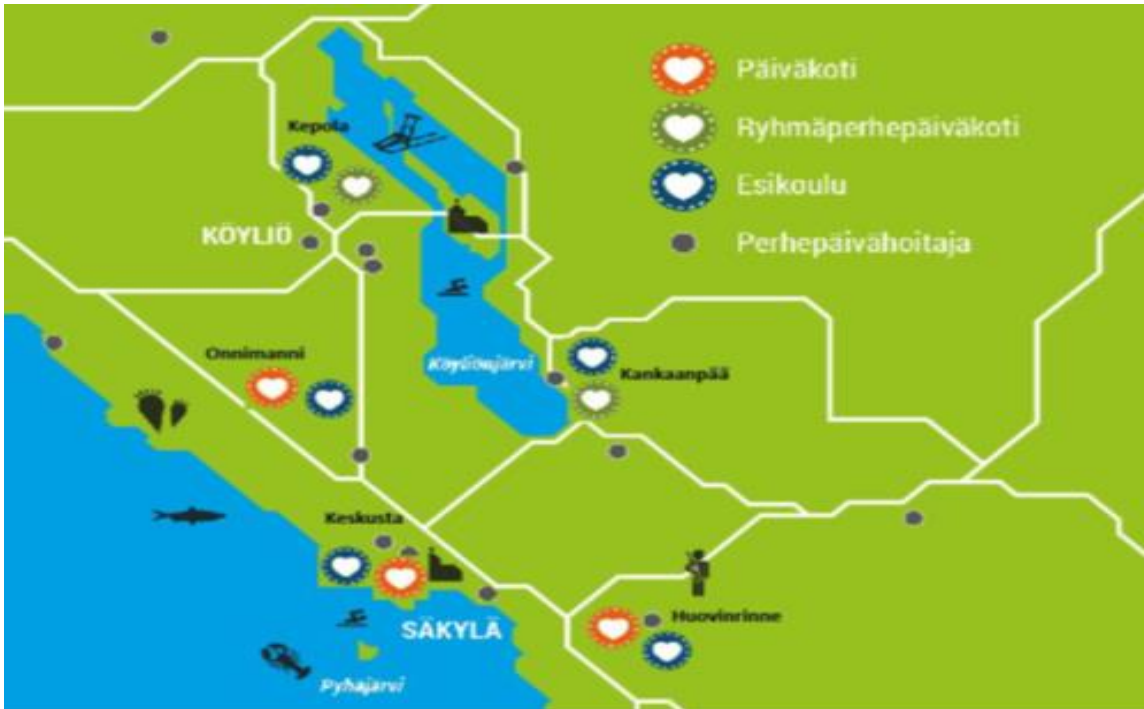 Päiväkoti
Ryhmäperhepäiväkoti
Esikoulu
Perhepäivähoitaja
Kepola
KÖYLIÖ
Onnimanni
Köyliönjärvi
Kankaanpää
Keskusta
SÄKYLÄ
Huovinrinne
Pyhäjärvi